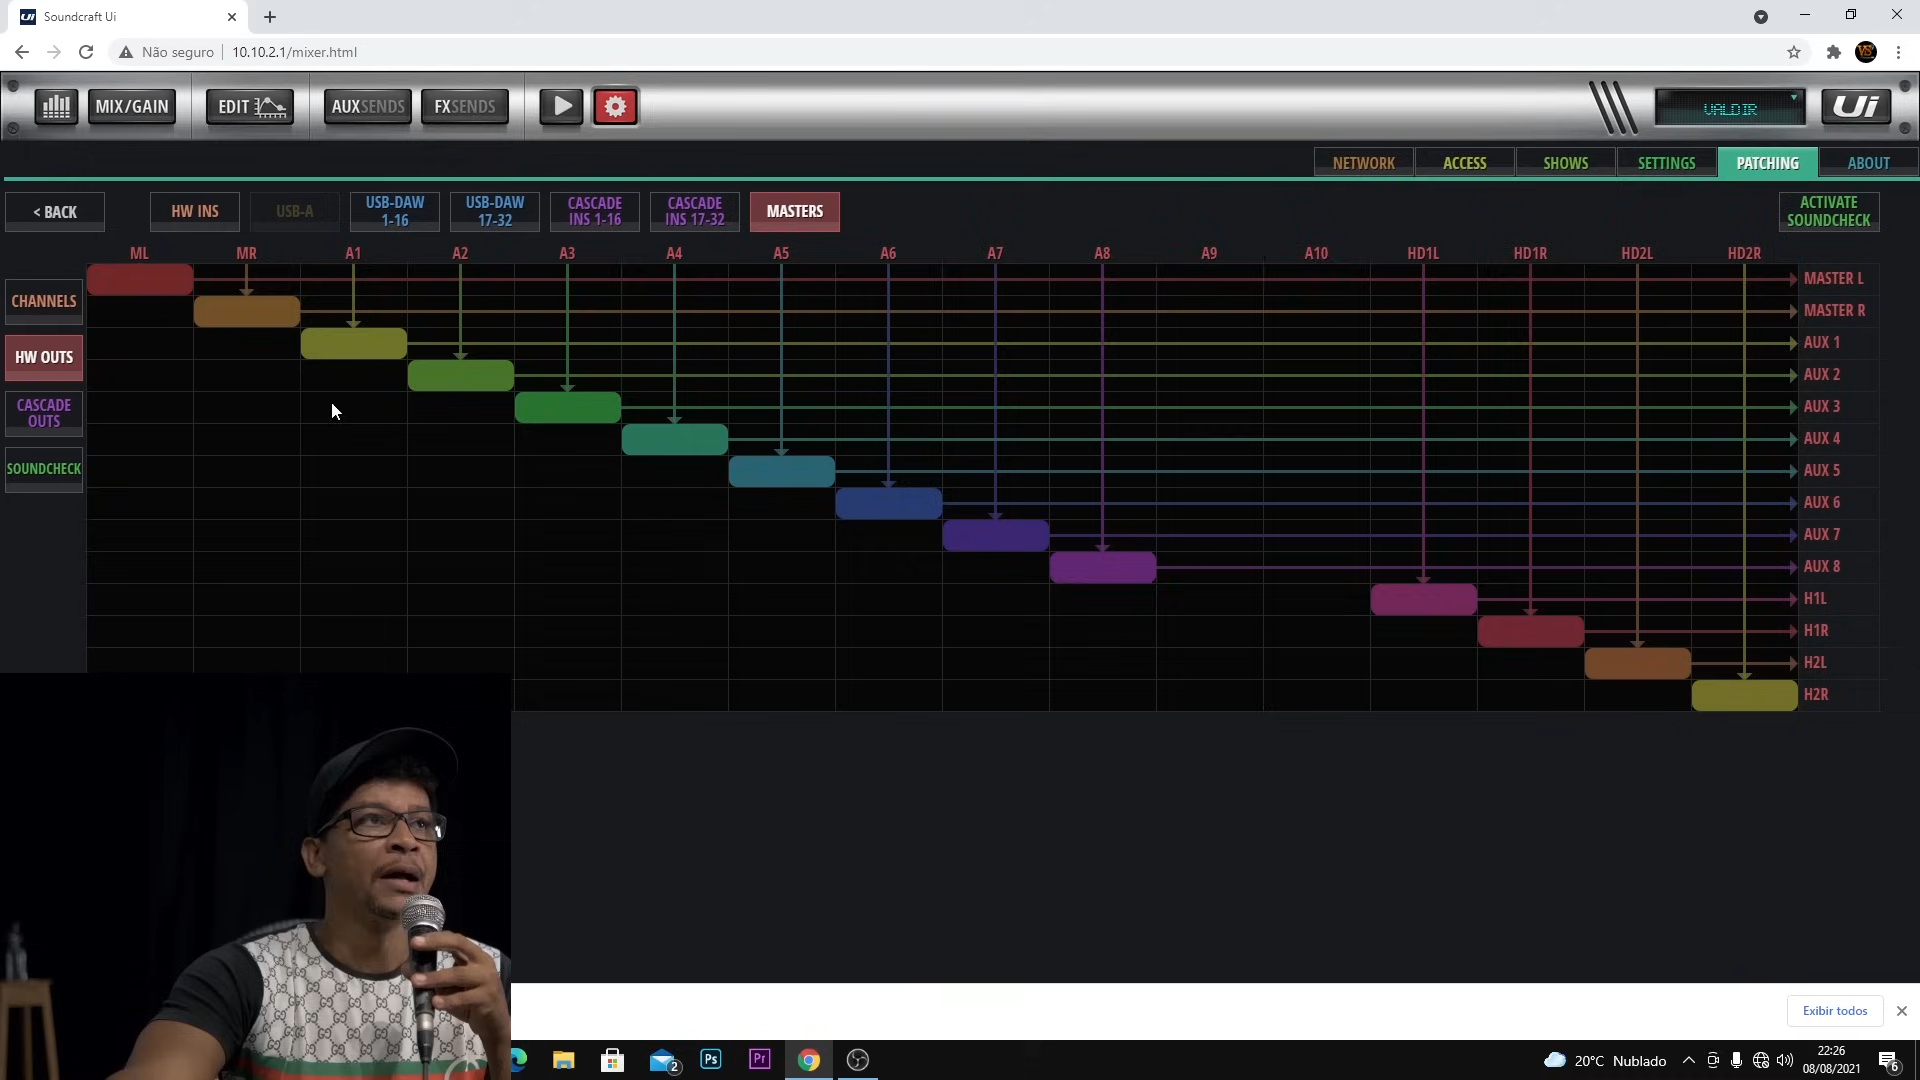 Ui Soundcraft Ui
Não seguro 10.10.2.1/mixer.html
MIX/GAIN EDIT AUXSENDS FXSENDS VALDIR Ui
NETWORK ACCESS SHOWS SETTINGS PATCHING ABOUT
< BACK HW INS USB-A USB-DAW 1-16 USB-DAW 17-32 CASCADE INS 1-16 CASCADE INS 17-32 MASTERS ACTIVATE SOUNDCHECK
ML MR A1 A2 A3 A4 A5 A6 A7 A8 A9 A10 HD1L HD1R HD2L HD2R
CHANNELS
HW OUTS
CASCADE
OUTS
SOUNDCHECK
MASTER L
MASTER R
AUX 1
AUX 2
AUX 3
AUX 4
AUX 5
AUX 6
AUX 7
AUX 8
H1L
H1R
H2L
H2R
Exibir todos
2 Ps Pr 20°C Nublado 22:26
08/08/2021 6